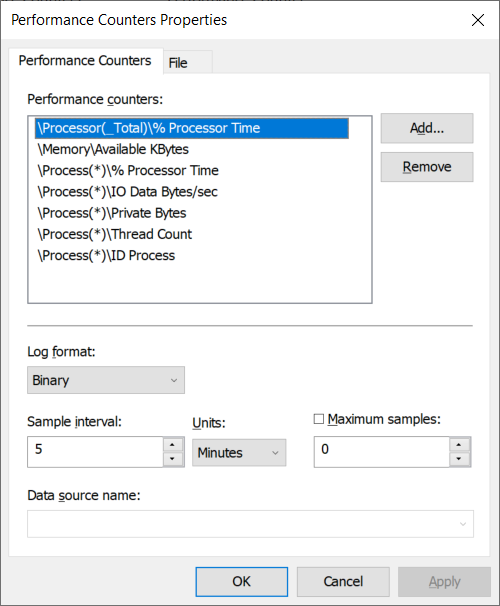 Performance Counters Properties
Performance Counters
File
Performance counters:
\Processor(_Total)\% Processor Time
\Memory\Available KBytes
\Process(*)\% Processor Time
\Process(*)\IO Data Bytes/sec
\Process(*)\Private Bytes
\Process(*)\Thread Count
\Process(*)\ID Process
Add...
Remove
Log format:
Binary
Sample interval:
Units:
Maximum samples:
5
Minutes
0
Data source name:
OK
Cancel
Apply